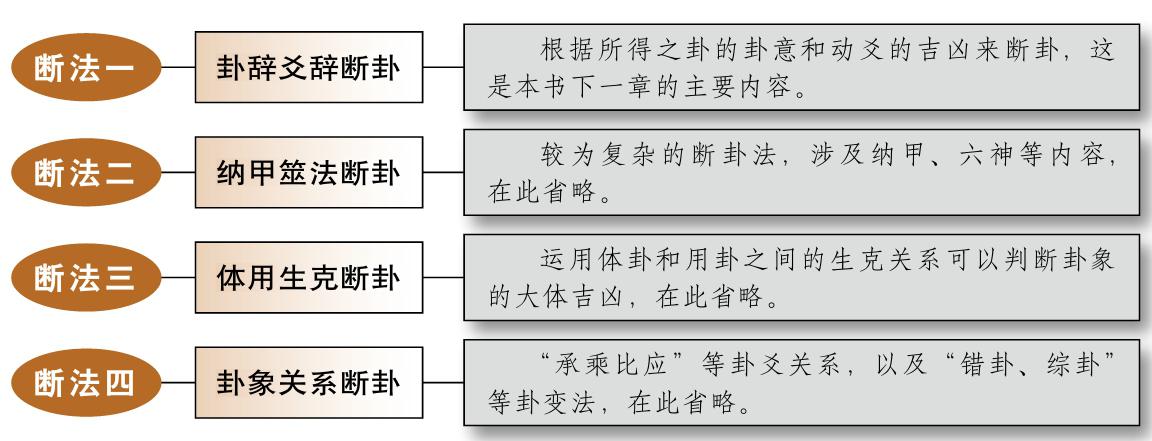 断法一
卦辞爻辞断卦
根据所得之卦的卦意和动爻的吉凶来断卦，这
是本书下一章的主要内容。
断法二
纳甲筮法断卦
较为复杂的断卦法，涉及纳甲、六神等内容，
在此省略。
断法三
体用生克断卦
运用体卦和用卦之间的生克关系可以判断卦象
的大体吉凶，在此省略。
断法四
卦象关系断卦
“承乘比应”等卦爻关系，以及“错卦、综卦”
等卦变法，在此省略。